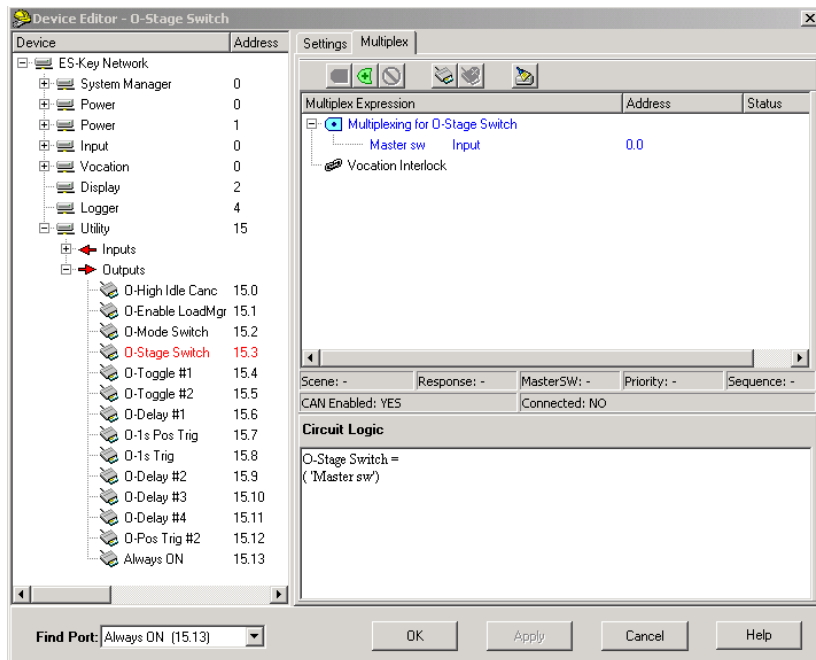 Device Editor - O-Stage Switch
Device Address
ES-Key Network
System Manager 0
Power 0
Power 1
Input 0
Vocation 0
Display 2
Logger 4
Utility 15
Inputs
Outputs
O-High Idle Canc 15.0
O-Enable LoadMgr 15.1
O-Mode Switch 15.2
O-Stage Switch 15.3
O-Toggle #1 15.4
O-Toggle #2 15.5
O-Delay #1 15.6
O-1s Pos Trig 15.7
O-1s Trig 15.8
O-Delay #2 15.9
O-Delay #3 15.10
O-Delay #4 15.11
O-Pos Trig #2 15.12
Always ON 15.13
Settings Multiplex
Multiplex Expression Address Status
Multiplexing for O-Stage Switch
Master sw Input 0.0
Vocation Interlock
Scene: - Response: - MasterSW: - Priority: - Sequence: -
CAN Enabled: YES Connected: NO
Circuit Logic
O-Stage Switch =
( 'Master sw')
Find Port: Always ON (15.13) OK Apply Cancel Help